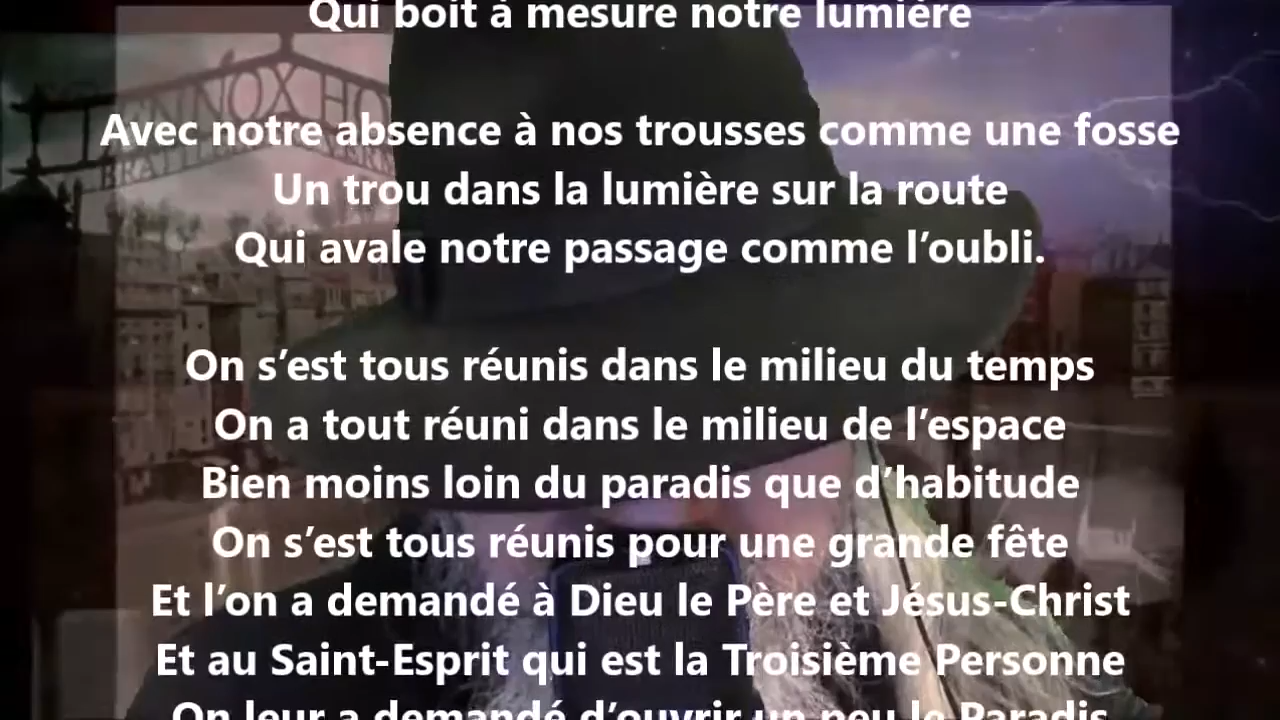 Qui boit à mesure notre lumière
Avec notre absence à nos trousses comme une fosse
Un trou dans la lumière sur la route
Qui avale notre passage comme l’oubli.
On s’est tous réunis dans le milieu du temps
On a tout réuni dans le milieu de l’espace
Bien moins loin du paradis que d’habitude
On s’est tous réunis pour une grande fête
Et l’on a demandé à Dieu le Père et Jésus-Christ
Et au Saint-Esprit qui est la Troisième Personne
On leur a demandé d’ouvrir un peu le Paradis